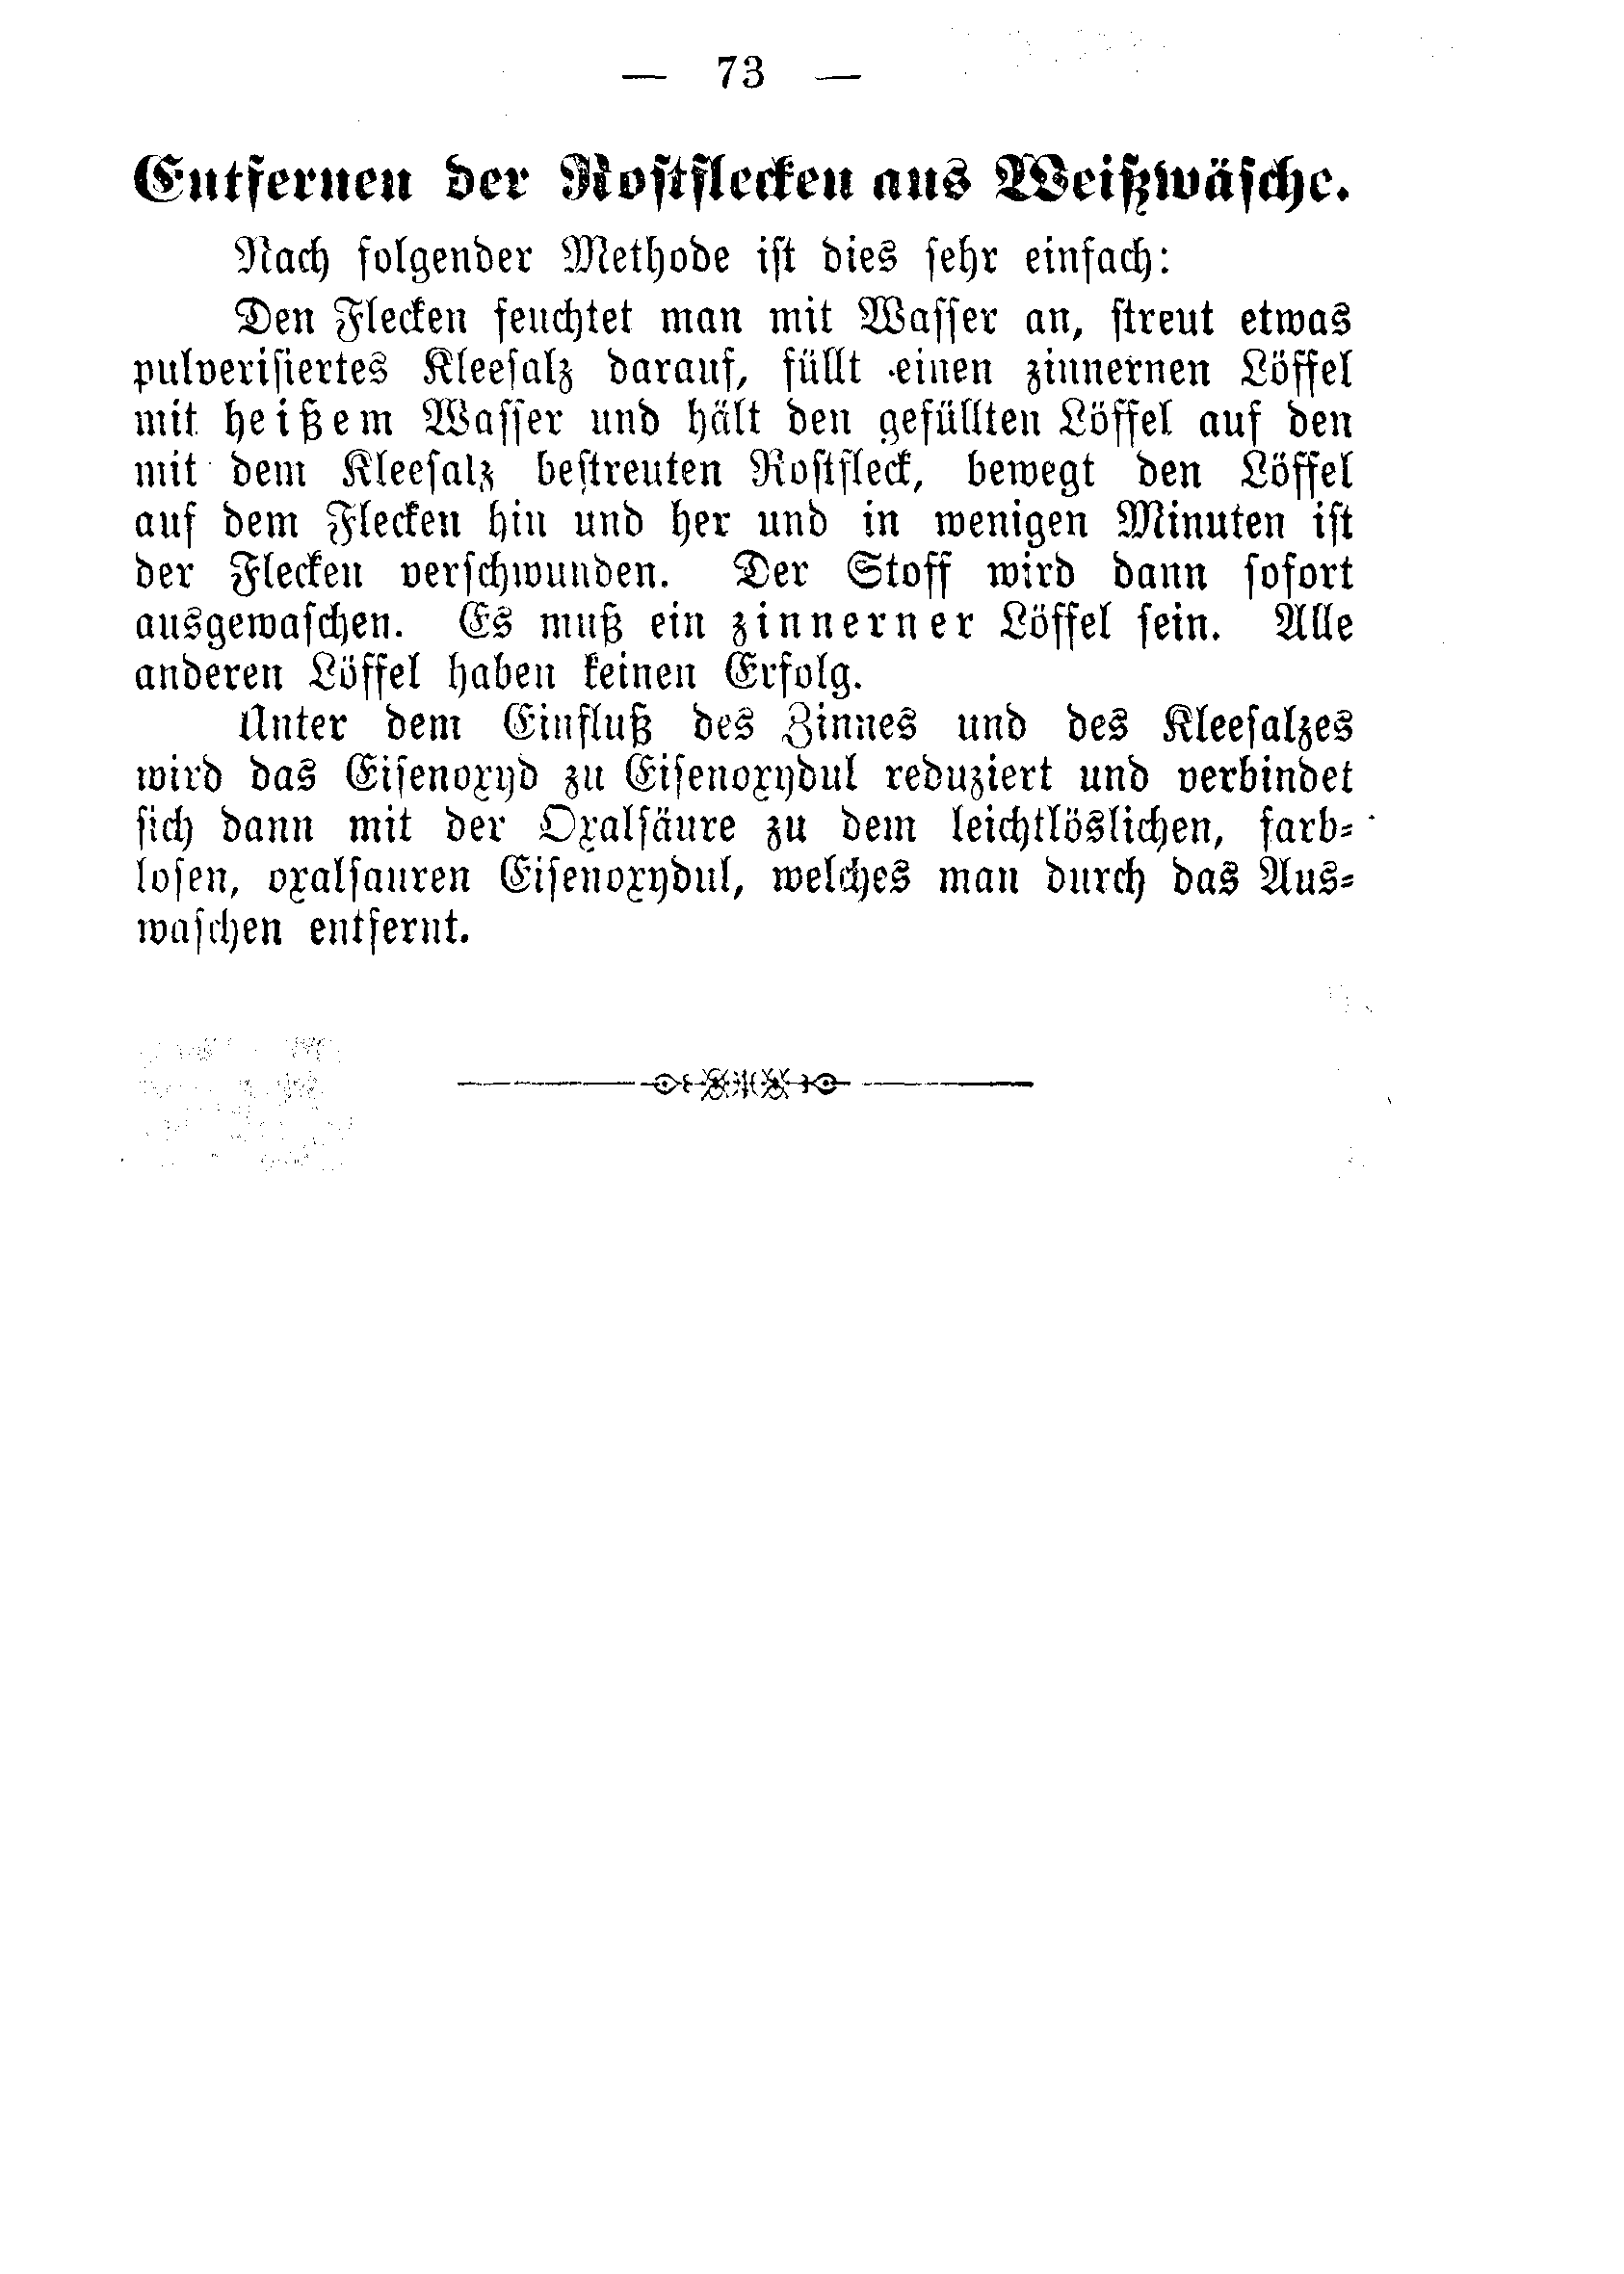 — 73 —
Entfernen der Rostflecken aus Weißwäsche.
Nach folgender Methode ist dies sehr einfach:
Den Flecken feuchtet man mit Wasser an, streut etwas
pulverisiertes Kleesalz darauf, füllt einen zinnernen Löffel
mit heißem Wasser und hält den gefüllten Löffel auf den
mit dem Kleesalz bestreuten Rostfleck, bewegt den Löffel
auf dem Flecken hin und her und in wenigen Minuten ist
der Flecken verschwunden. Der Stoff wird dann sofort
ausgewaschen. Es muß ein zinnerner Löffel sein. Alle
anderen Löffel haben keinen Erfolg.
Unter dem Einfluß des Zinnes und des Kleesalzes
wird das Eisenoxyd zu Eisenoxydul reduziert und verbindet
sich dann mit der Oxalsäure zu dem leichtlöslichen, farb-
losen, oxalsauren Eisenoxydul, welches man durch das Aus-
waschen entfernt.